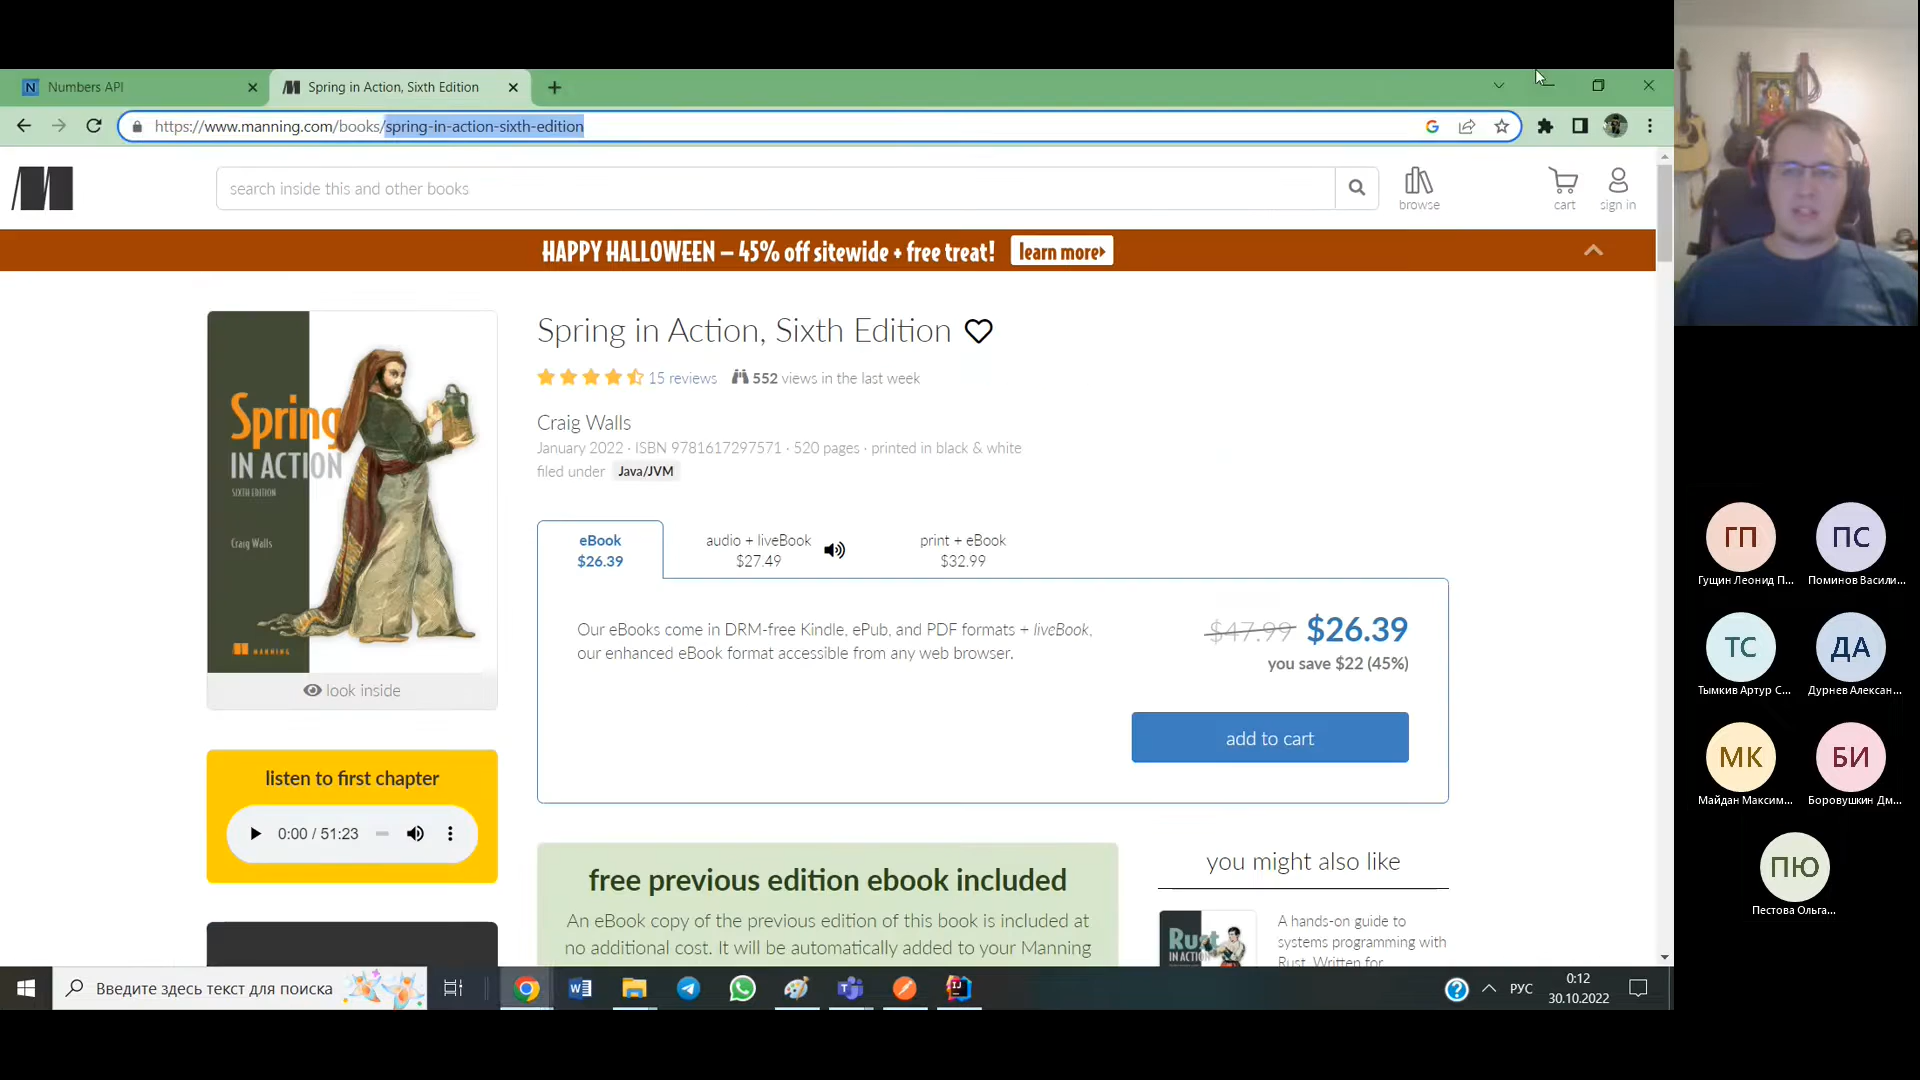 Numbers API
Spring in Action, Sixth Edition
https://www.manning.com/books/spring-in-action-sixth-edition
search inside this and other books
browse
cart
sign in
HAPPY HALLOWEEN – 45% off sitewide + free treat!
learn more
Spring
IN ACTION
SIXTH EDITION
Craig Walls
MANNING
look inside
listen to first chapter
0:00 / 51:23
Spring in Action, Sixth Edition
15 reviews 552 views in the last week
Craig Walls
January 2022 · ISBN 9781617297571 · 520 pages · printed in black & white
filed under Java/JVM
eBook
$26.39
audio + liveBook
$27.49
print + eBook
$32.99
Our eBooks come in DRM-free Kindle, ePub, and PDF formats + liveBook,
our enhanced eBook format accessible from any web browser.
$47.99 $26.39
you save $22 (45%)
add to cart
free previous edition ebook included
An eBook copy of the previous edition of this book is included at
no additional cost. It will be automatically added to your Manning
you might also like
Rust
IN ACTION
A hands-on guide to
systems programming with
Rust. Written for
Введите здесь текст для поиска
РУС
0:12
30.10.2022
ГП
Гущин Леонид П...
ПС
Поминов Васили...
ТС
Тымкив Артур С...
ДА
Дурнев Алексан...
МК
Майдан Максим...
БИ
Боровушкин Дм...
ПЮ
Пестова Ольга...